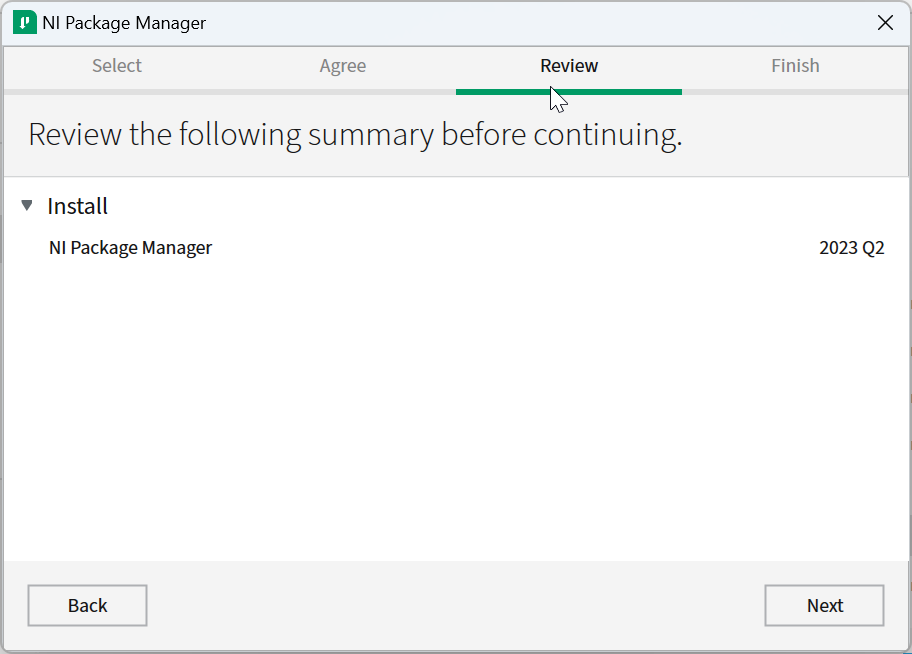 NI Package Manager
Select Agree Review Finish
Review the following summary before continuing.
Install
NI Package Manager 2023 Q2
Back Next